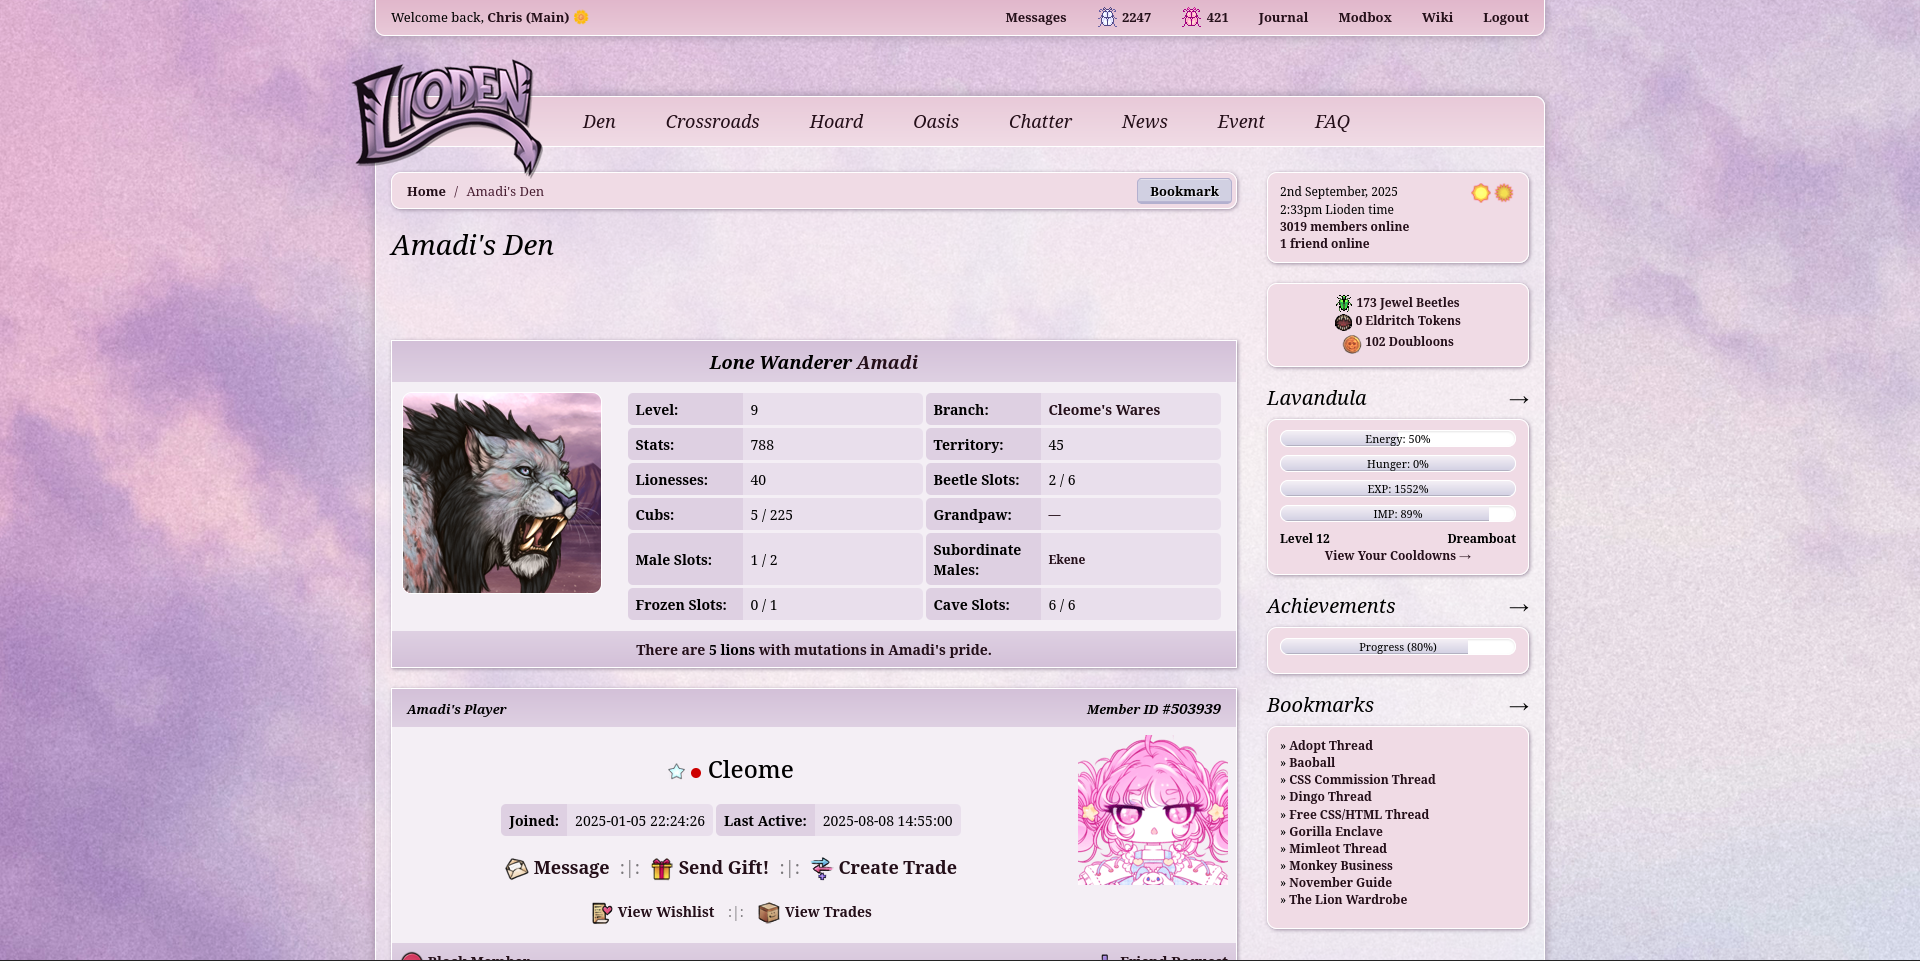 Welcome back, Chris (Main)
Messages 2247 421 Journal Modbox Wiki Logout
LIODEN
Den Crossroads Hoard Oasis Chatter News Event FAQ
Home / Amadi's Den
Bookmark
Amadi's Den
Lone Wanderer Amadi
Level: 9 Branch: Cleome's Wares
Stats: 788 Territory: 45
Lionesses: 40 Beetle Slots: 2 / 6
Cubs: 5 / 225 Grandpaw: —
Male Slots: 1 / 2 Subordinate
Males: Ekene
Frozen Slots: 0 / 1 Cave Slots: 6 / 6
There are 5 lions with mutations in Amadi's pride.
Amadi's Player Member ID #503939
Cleome
Joined: 2025-01-05 22:24:26 Last Active: 2025-08-08 14:55:00
Message :|: Send Gift! :|: Create Trade
View Wishlist :|: View Trades
Block Member Friend Request
2nd September, 2025
2:33pm Lioden time
3019 members online
1 friend online
173 Jewel Beetles
0 Eldritch Tokens
102 Doubloons
Lavandula →
Energy: 50%
Hunger: 0%
EXP: 1552%
IMP: 89%
Level 12 Dreamboat
View Your Cooldowns →
Achievements →
Progress (80%)
Bookmarks →
» Adopt Thread
» Baoball
» CSS Commission Thread
» Dingo Thread
» Free CSS/HTML Thread
» Gorilla Enclave
» Mimleot Thread
» Monkey Business
» November Guide
» The Lion Wardrobe